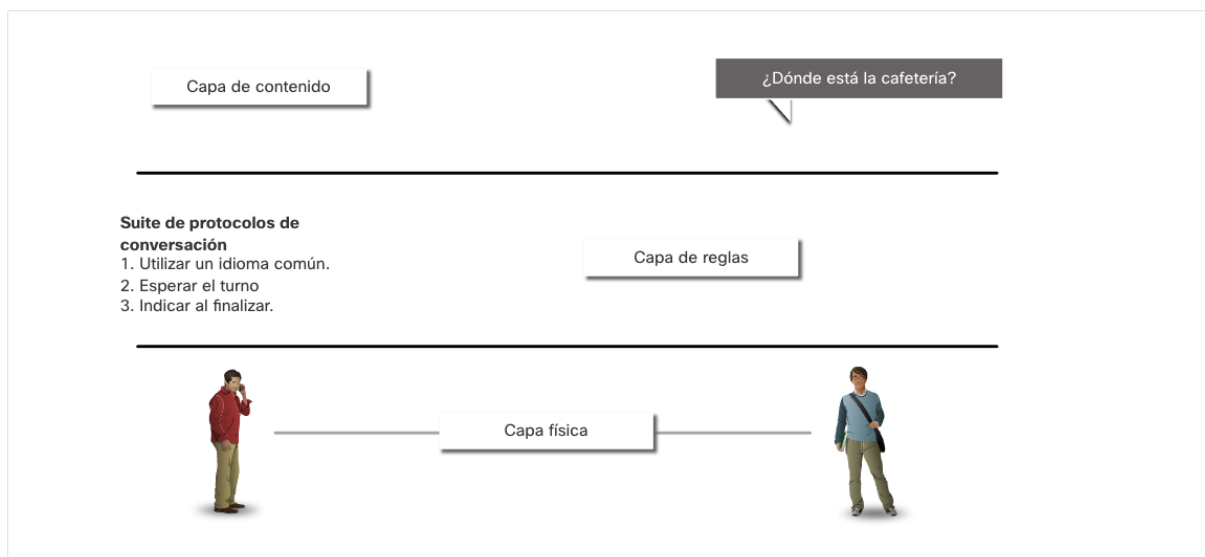 Capa de contenido
¿Dónde está la cafetería?
Suite de protocolos de
conversación
1. Utilizar un idioma común.
2. Esperar el turno
3. Indicar al finalizar.
Capa de reglas
Capa física